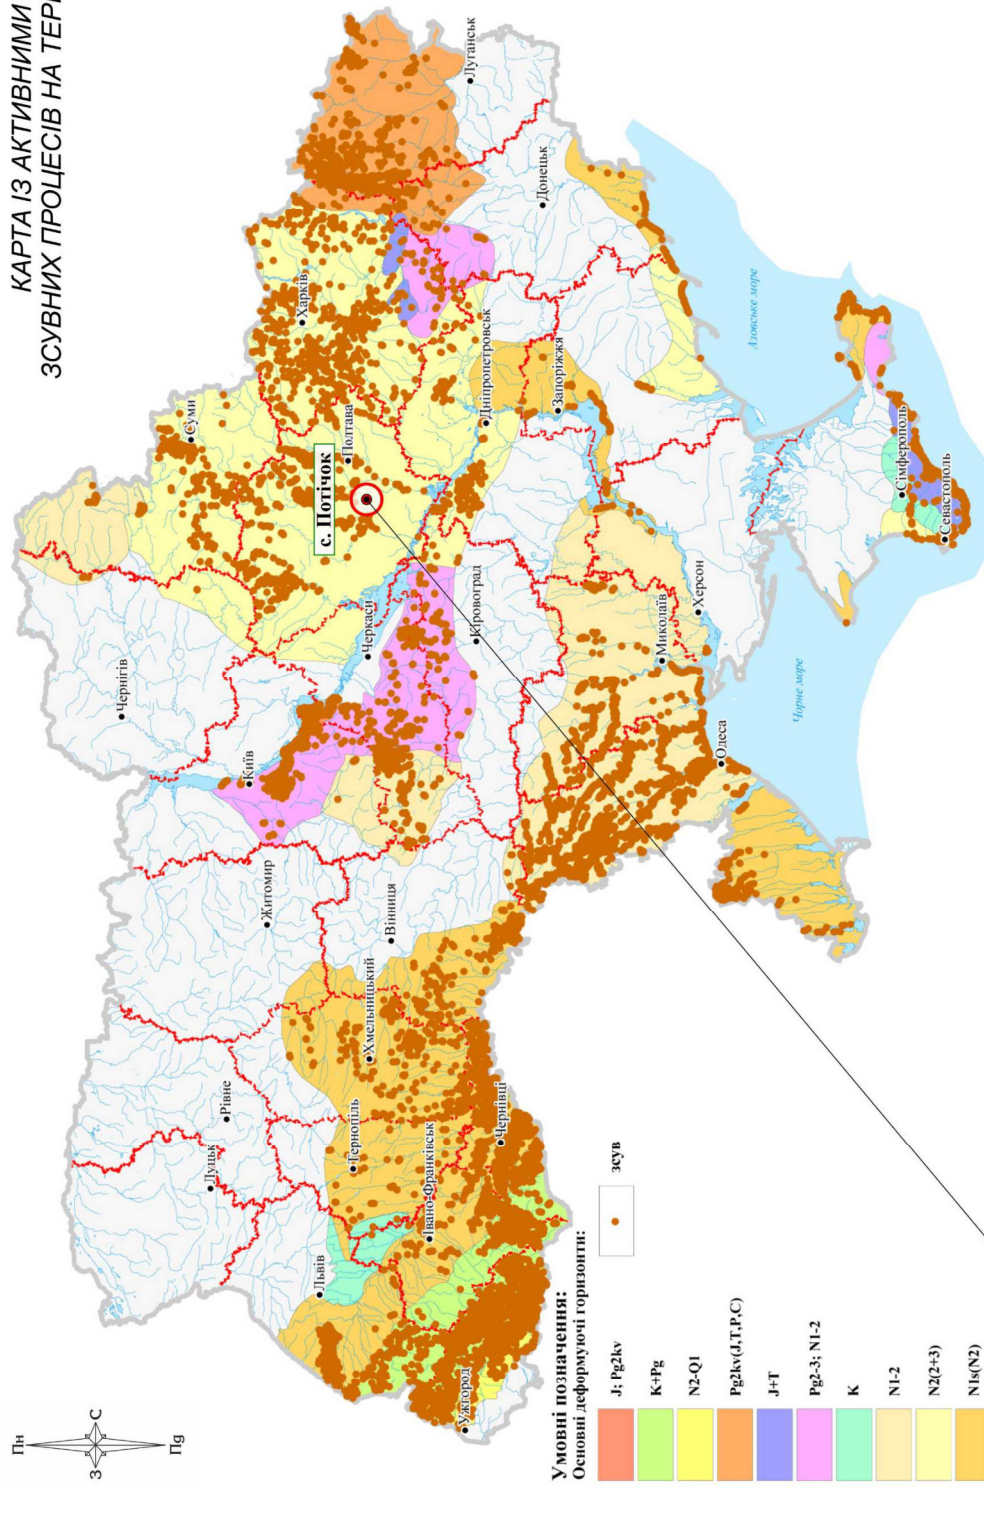 КАРТА ІЗ АКТИВНИМИ
ЗСУВНИХ ПРОЦЕСІВ НА ТЕРИ
Пн
З
С
Пд
Чернігів
Суми
Луцьк
Рівне
Житомир
Київ
Харків
Луганськ
Львів
Тернопіль
Хмельницький
Вінниця
Черкаси
с. Потічок
Полтава
Ужгород
Івано-Франківськ
Чернівці
Кіровоград
Дніпропетровськ
Донецьк
Запоріжжя
Миколаїв
Херсон
Одеса
Азовське море
Чорне море
Сімферополь
Севастополь
Умовні позначення:
Основні деформуючі горизонти:
J; Pg2kv
K+Pg
N2-Q1
Pg2kv(J,T,P,C)
J+T
Pg2-3; N1-2
K
N1-2
N2(2+3)
N1s(N2)
зсув